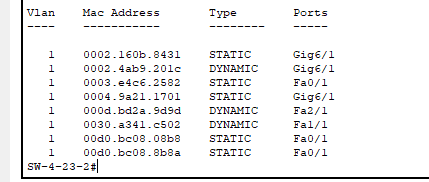 Vlan Mac Address Type Ports
---- ----------- -------- -----
1 0002.160b.8431 STATIC Gig6/1
1 0002.4ab9.201c DYNAMIC Gig6/1
1 0003.e4c6.2582 STATIC Fa0/1
1 0004.9a21.1701 STATIC Gig6/1
1 000d.bd2a.9d9d DYNAMIC Fa2/1
1 0030.a341.c502 DYNAMIC Fa1/1
1 00d0.bc08.08b8 STATIC Fa0/1
1 00d0.bc08.8b8a STATIC Fa0/1
SW-4-23-2#